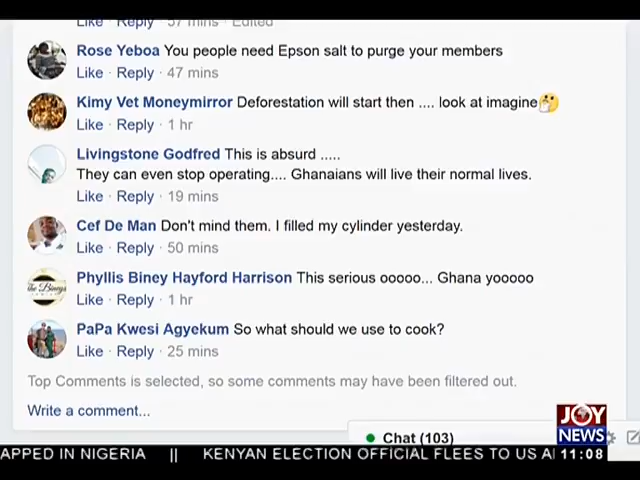 Like · Reply · 57 mins · Edited
Rose Yeboa You people need Epson salt to purge your members
Like · Reply · 47 mins
Kimy Vet Moneymirror Deforestation will start then .... look at imagine🤔
Like · Reply · 1 hr
Livingstone Godfred This is absurd .....
They can even stop operating.... Ghanaians will live their normal lives.
Like · Reply · 19 mins
Cef De Man Don't mind them. I filled my cylinder yesterday.
Like · Reply · 50 mins
Phyllis Biney Hayford Harrison This serious ooooo... Ghana yooooo
Like · Reply · 1 hr
PaPa Kwesi Agyekum So what should we use to cook?
Like · Reply · 25 mins
Top Comments is selected, so some comments may have been filtered out.
Write a comment...
Chat (103)
JOY
NEWS
APPED IN NIGERIA || KENYAN ELECTION OFFICIAL FLEES TO US A 11:08